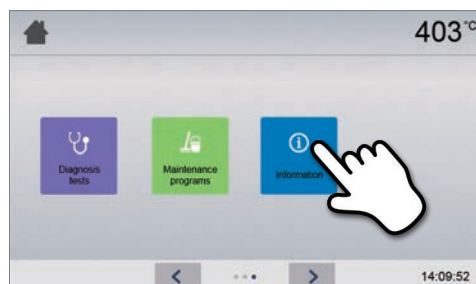 403 °C
Diagnosis
tests
Maintenance
programs
Information
14:09:52